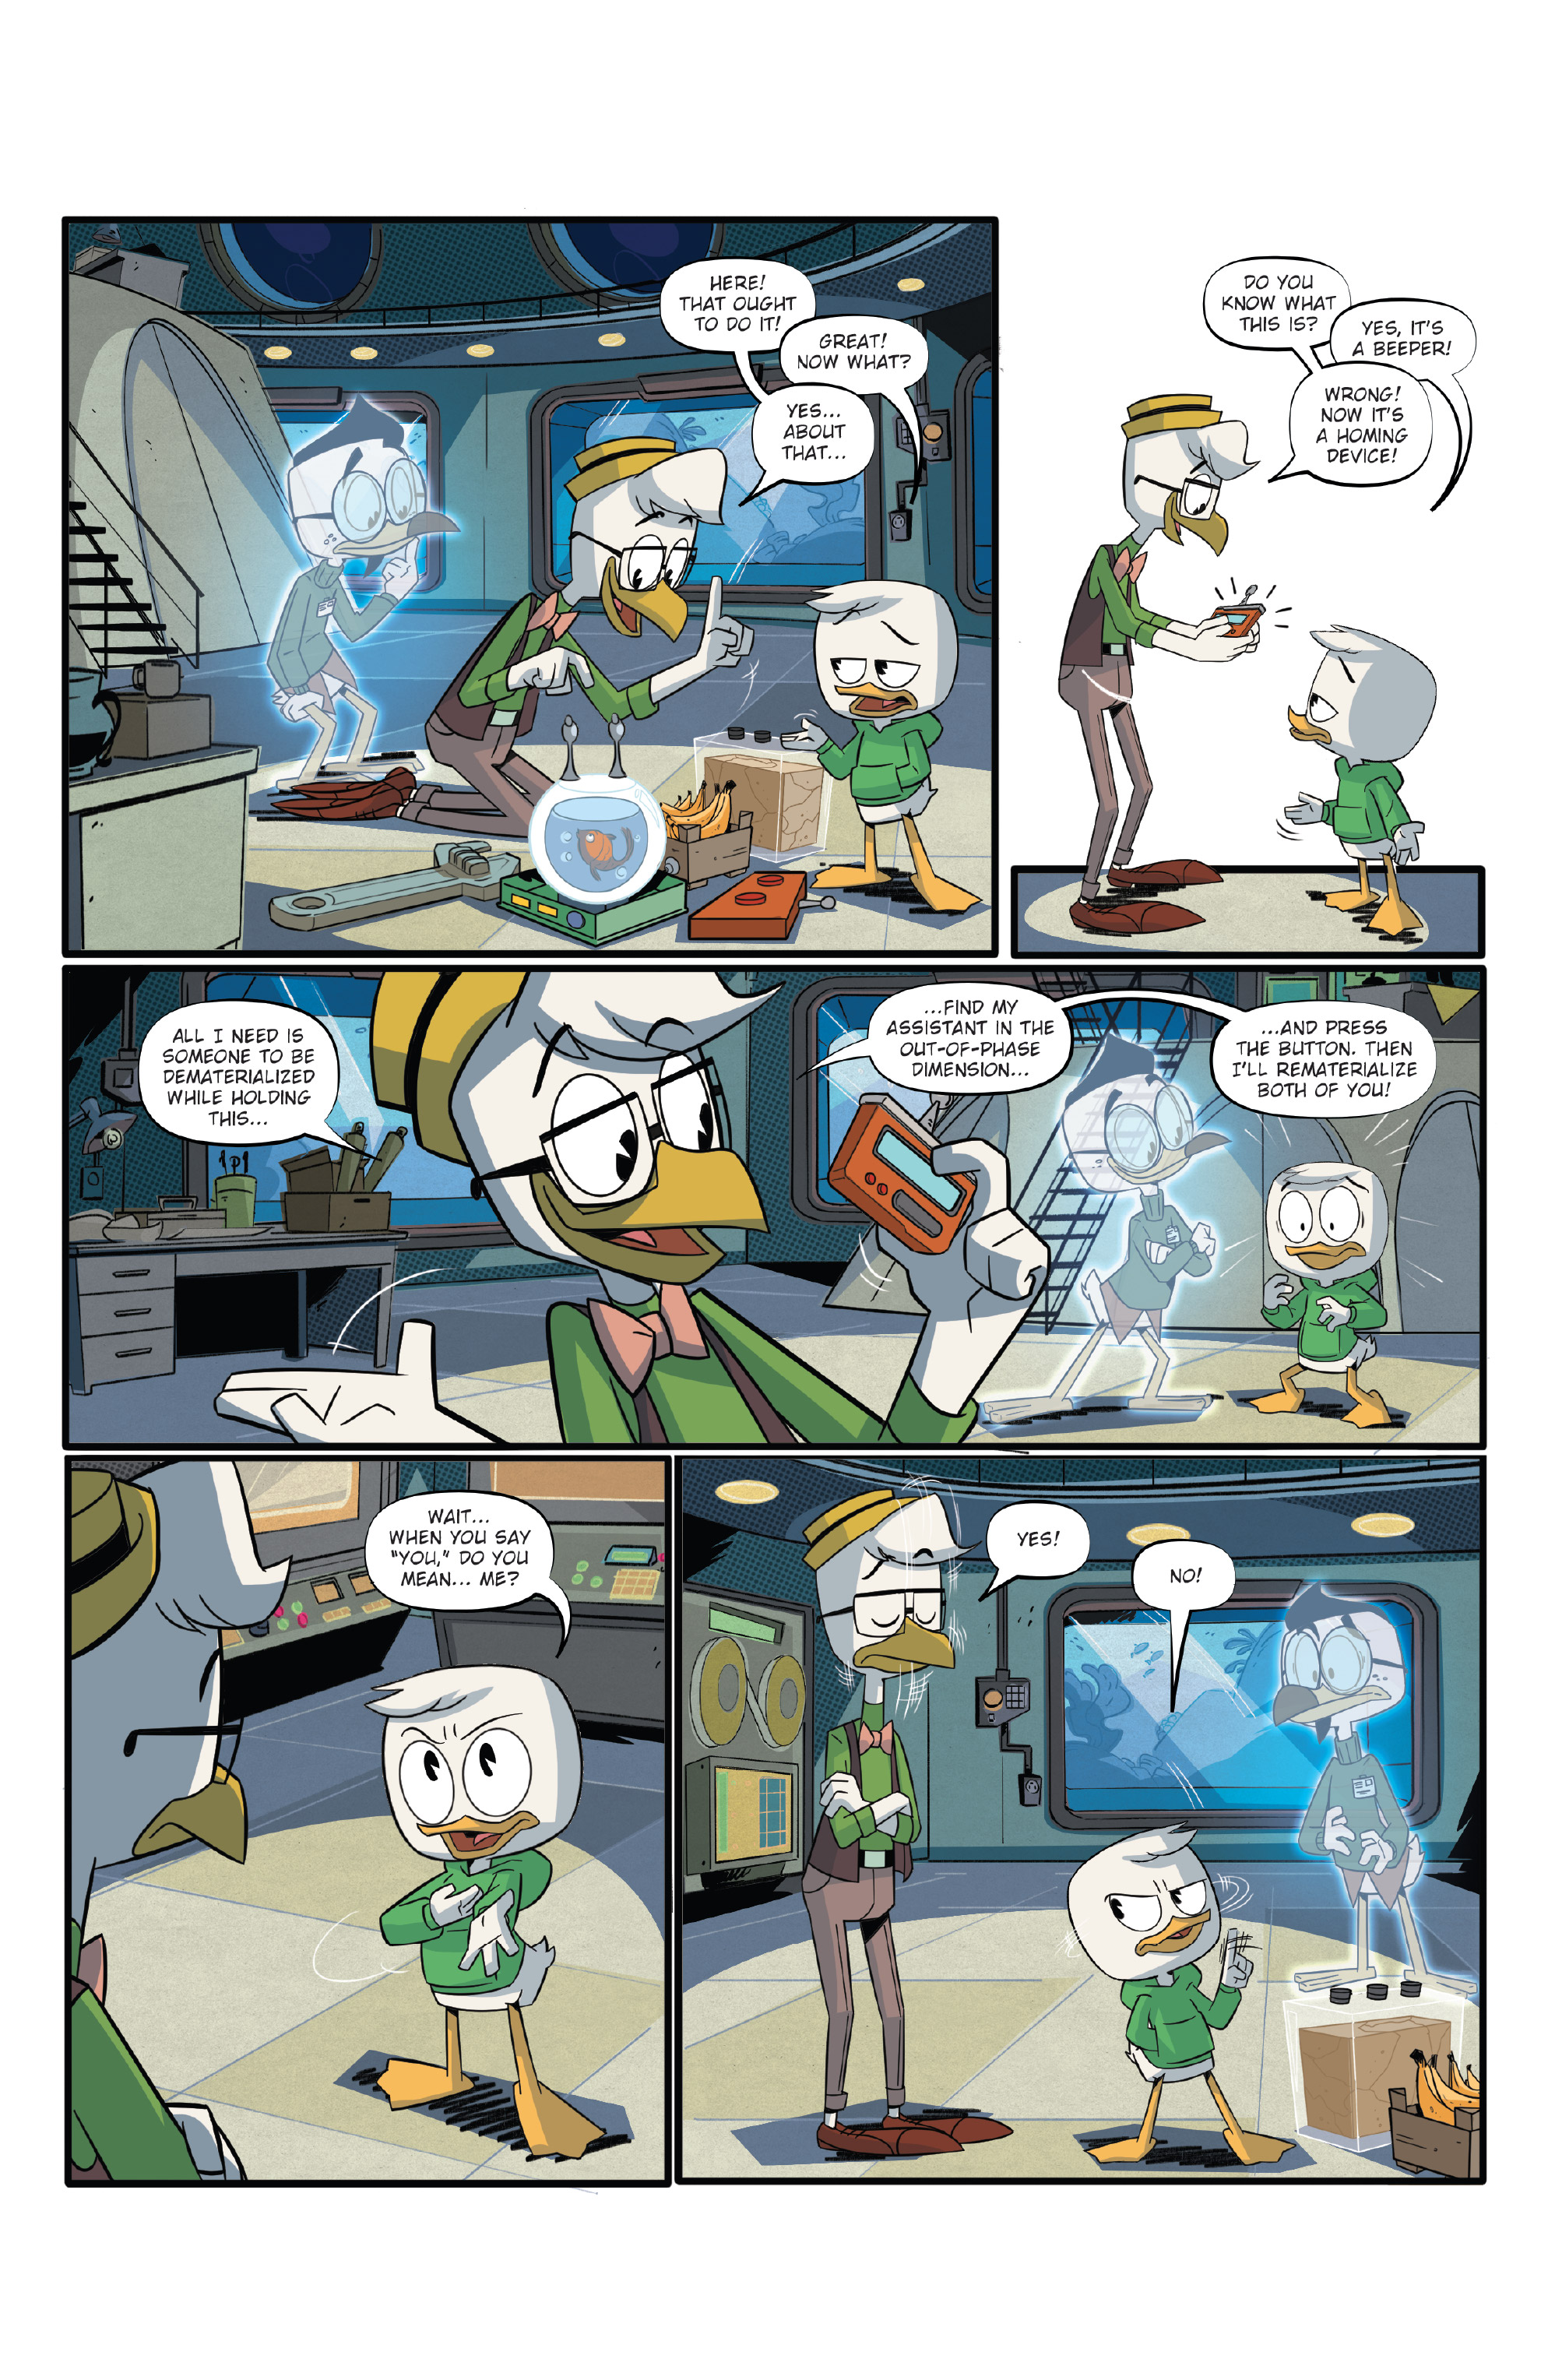 HERE!
THAT OUGHT
TO DO IT!
GREAT!
NOW WHAT?
YES...
ABOUT
THAT...
DO YOU
KNOW WHAT
THIS IS?
YES, IT'S
A BEEPER!
WRONG!
NOW IT'S
A HOMING
DEVICE!
ALL I NEED IS
SOMEONE TO BE
DEMATERIALIZED
WHILE HOLDING
THIS...
...FIND MY
ASSISTANT IN THE
OUT-OF-PHASE
DIMENSION...
...AND PRESS
THE BUTTON. THEN
I'LL REMATERIALIZE
BOTH OF YOU!
WAIT...
WHEN YOU SAY
"YOU," DO YOU
MEAN... ME?
YES!
NO!